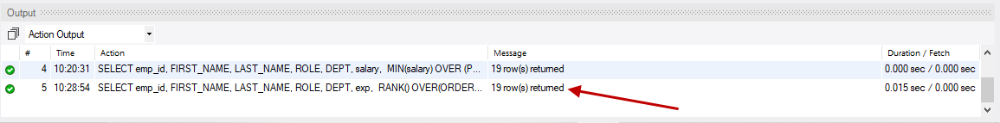 Output
Action Output
# Time Action Message Duration / Fetch
4 10:20:31 SELECT emp_id, FIRST_NAME, LAST_NAME, ROLE, DEPT, salary, MIN(salary) OVER (P... 19 row(s) returned 0.000 sec / 0.000 sec
5 10:28:54 SELECT emp_id, FIRST_NAME, LAST_NAME, ROLE, DEPT, exp, RANK() OVER(ORDER... 19 row(s) returned 0.015 sec / 0.000 sec